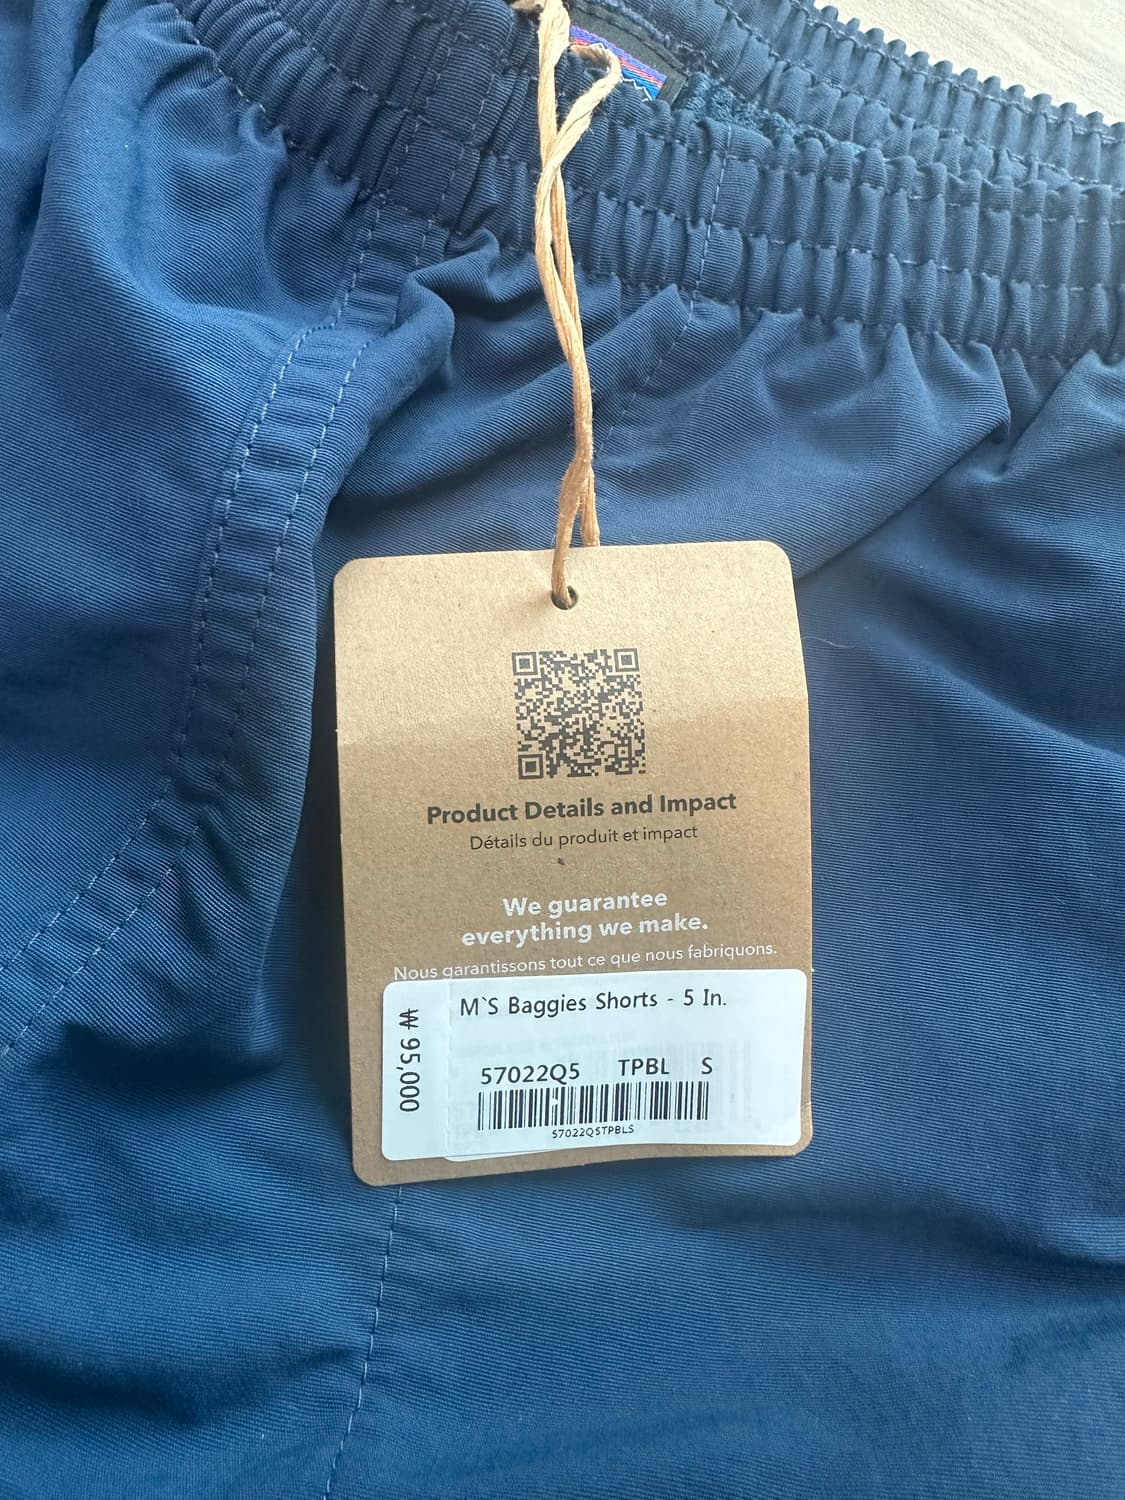 Product Details and Impact
Détails du produit et impact
We guarantee
everything we make.
Nous garantissons tout ce que nous fabriquons.
M`S Baggies Shorts - 5 In.
₩ 95,000
57022Q5 TPBL S
57022Q5TPBLS